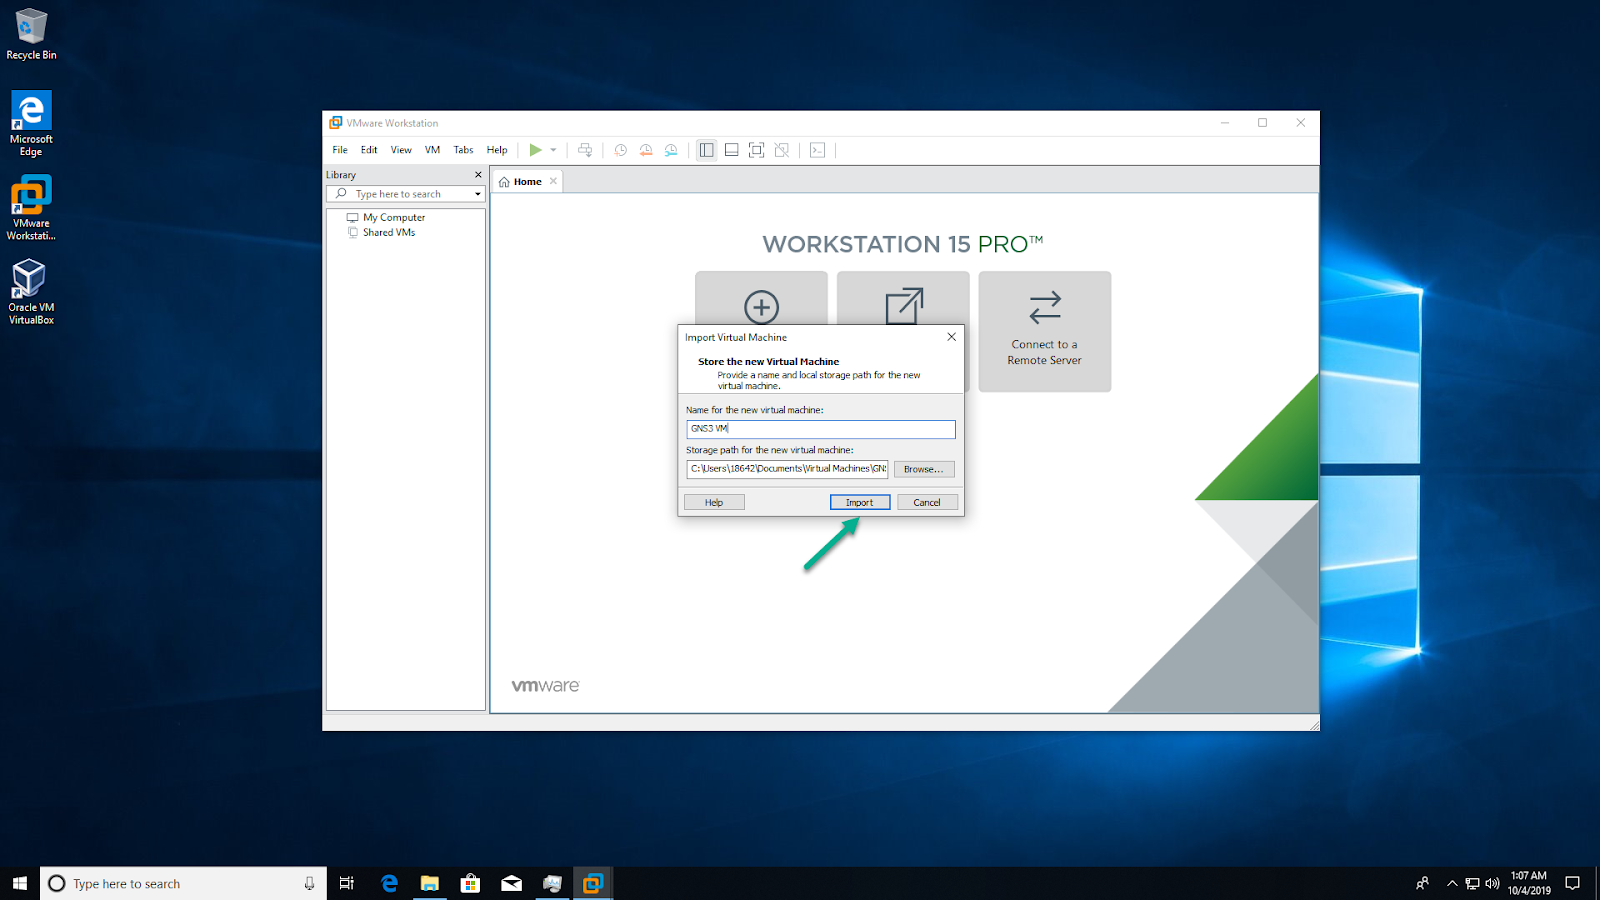 Recycle Bin
Microsoft
Edge
VMware
Workstati...
Oracle VM
VirtualBox
VMware Workstation
File Edit View VM Tabs Help
Library
Type here to search
My Computer
Shared VMs
Home
WORKSTATION 15 PRO™
Connect to a
Remote Server
Import Virtual Machine
Store the new Virtual Machine
Provide a name and local storage path for the new
virtual machine.
Name for the new virtual machine:
GNS3 VM
Storage path for the new virtual machine:
C:\Users\18642\Documents\Virtual Machines\GNS
Browse...
Help Import Cancel
vmware
Type here to search
1:07 AM
10/4/2019